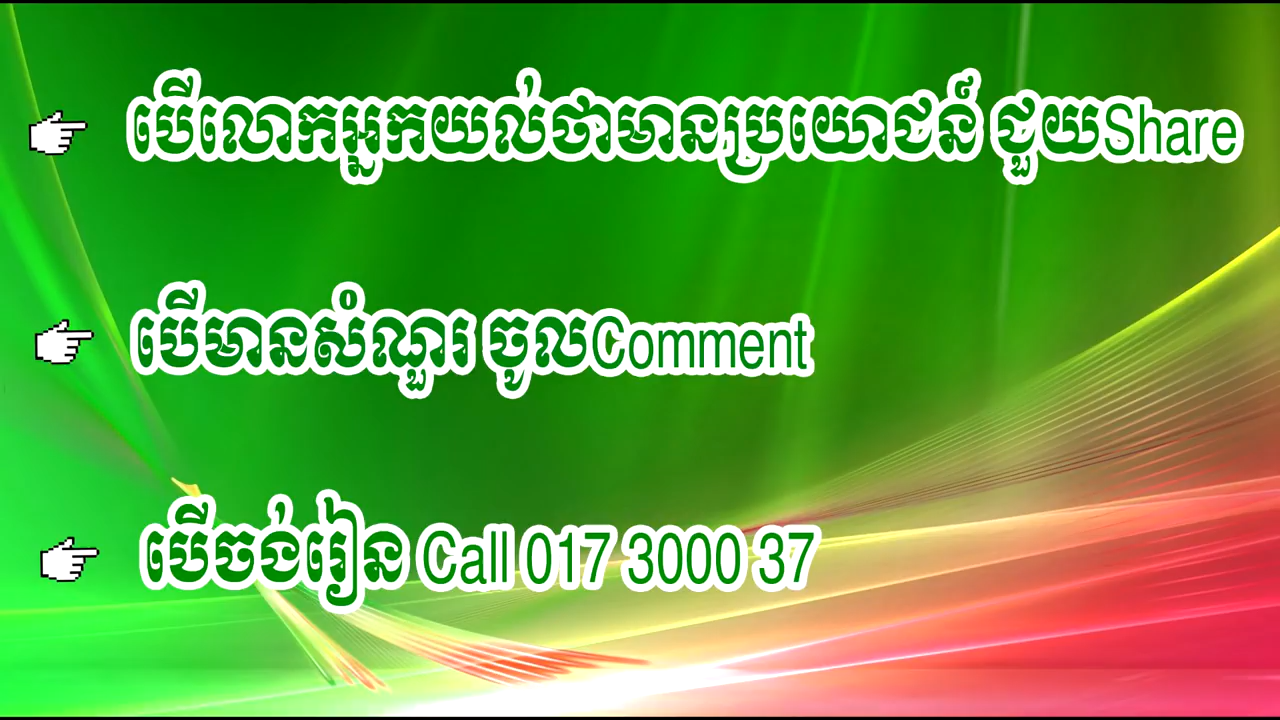 បើលោកអ្នកយល់ថាមានប្រយោជន៍ ជួយShare
បើមានសំណួរ ចូលComment
បើចង់រៀន Call 017 3000 37